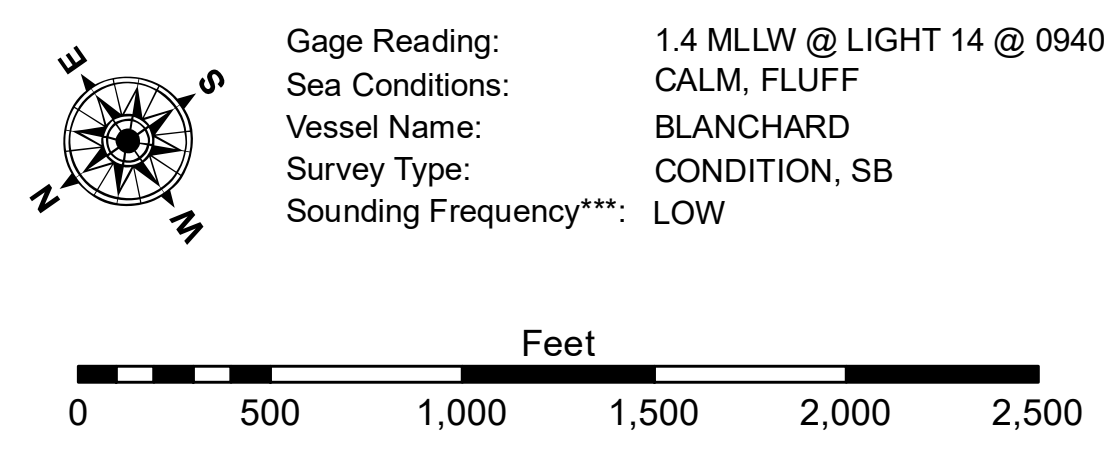 E
S
N
W
Gage Reading: 1.4 MLLW @ LIGHT 14 @ 0940
Sea Conditions: CALM, FLUFF
Vessel Name: BLANCHARD
Survey Type: CONDITION, SB
Sounding Frequency***: LOW
Feet
0 500 1,000 1,500 2,000 2,500